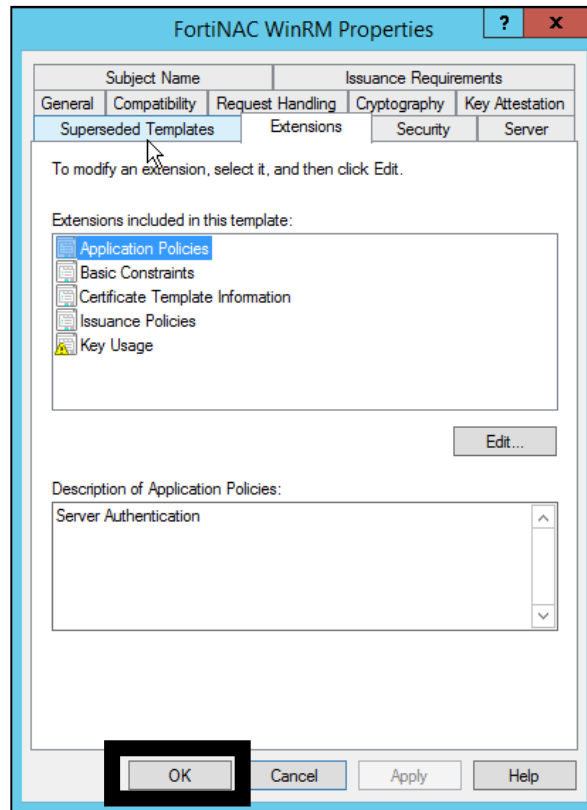 FortiNAC WinRM Properties
?
x
Subject Name
Issuance Requirements
General
Compatibility
Request Handling
Cryptography
Key Attestation
Superseded Templates
Extensions
Security
Server
To modify an extension, select it, and then click Edit.
Extensions included in this template:
Application Policies
Basic Constraints
Certificate Template Information
Issuance Policies
Key Usage
Edit...
Description of Application Policies:
Server Authentication
OK
Cancel
Apply
Help